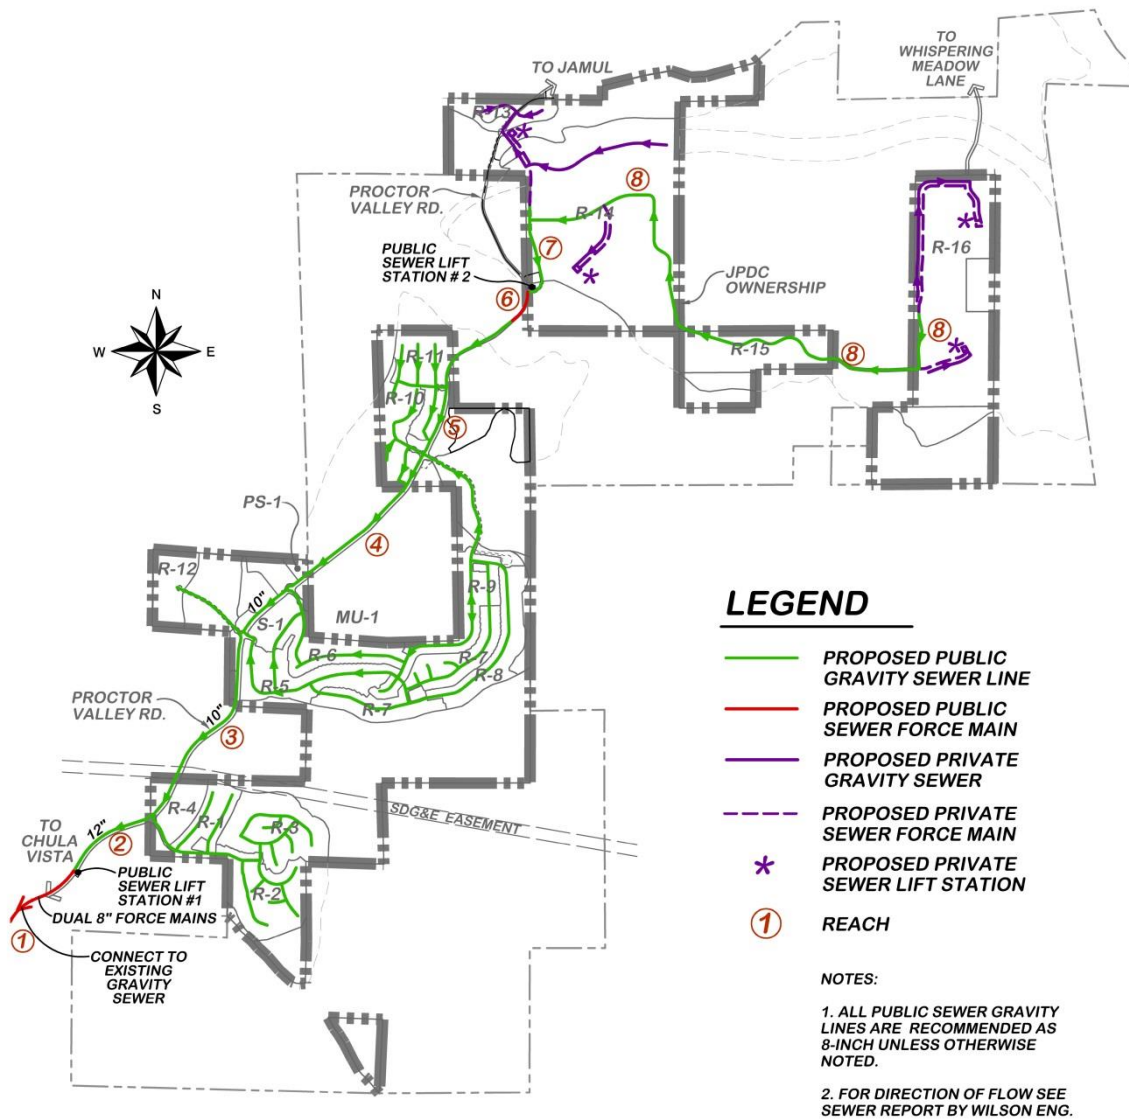 TO
WHISPERING
MEADOW
LANE
TO JAMUL
R-13
PROCTOR
VALLEY RD.
8
R-14
7
PUBLIC
SEWER LIFT
STATION # 2
6
JPDC
OWNERSHIP
R-16
8
R-15
8
N
W
E
S
R-11
R-10
5
PS-1
4
R-12
10"
S-1
MU-1
R-9
R-6
R-7
R-8
R-5
R-7
PROCTOR
VALLEY RD.
10"
3
R-4
R-1
R-3
SDG&E EASEMENT
TO
CHULA
VISTA
12"
2
R-2
PUBLIC
SEWER LIFT
STATION #1
DUAL 8" FORCE MAINS
1
CONNECT TO
EXISTING
GRAVITY
SEWER
LEGEND
PROPOSED PUBLIC
GRAVITY SEWER LINE
PROPOSED PUBLIC
SEWER FORCE MAIN
PROPOSED PRIVATE
GRAVITY SEWER
PROPOSED PRIVATE
SEWER FORCE MAIN
PROPOSED PRIVATE
SEWER LIFT STATION
1
REACH
NOTES:
1. ALL PUBLIC SEWER GRAVITY
LINES ARE RECOMMENDED AS
8-INCH UNLESS OTHERWISE
NOTED.
2. FOR DIRECTION OF FLOW SEE
SEWER REPORT BY WILSON ENG.